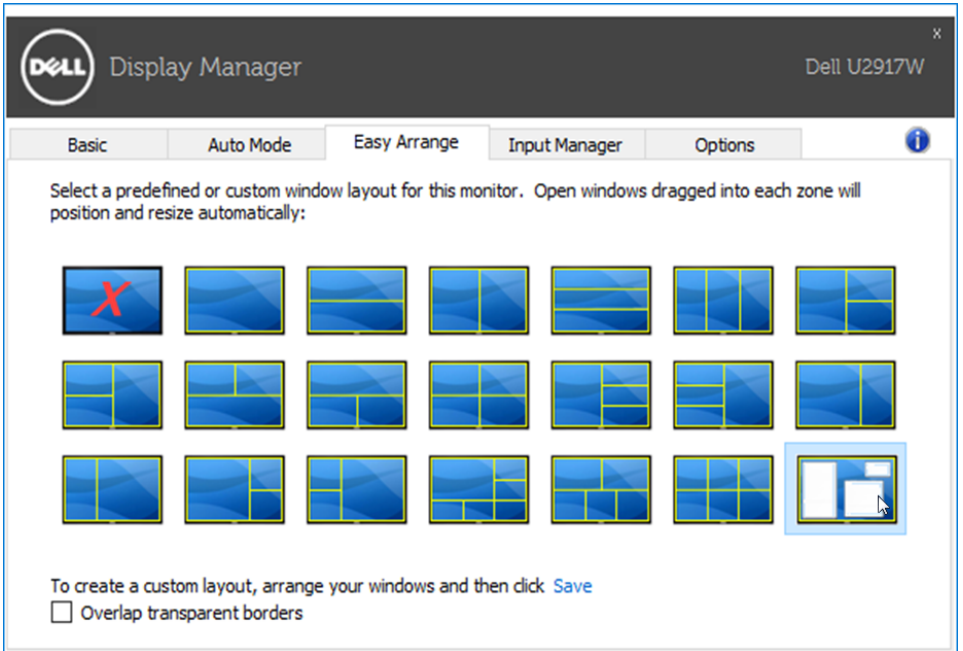 x
DELL Display Manager
Dell U2917W
Basic Auto Mode Easy Arrange Input Manager Options i
Select a predefined or custom window layout for this monitor. Open windows dragged into each zone will
position and resize automatically:
X
To create a custom layout, arrange your windows and then click Save
Overlap transparent borders